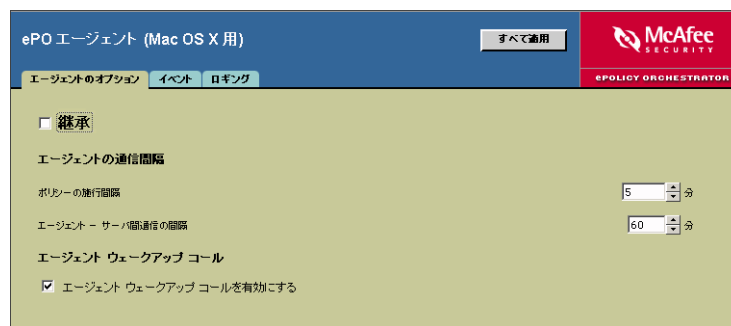 ePO エージェント (Mac OS X 用)
すべて適用
McAfee
SECURITY
エージェントのオプション
イベント
ロギング
ePOLICY ORCHESTRATOR
継承
エージェントの通信間隔
ポリシーの施行間隔
5
分
エージェント － サーバ間通信の間隔
60
分
エージェント ウェークアップ コール
エージェント ウェークアップ コールを有効にする